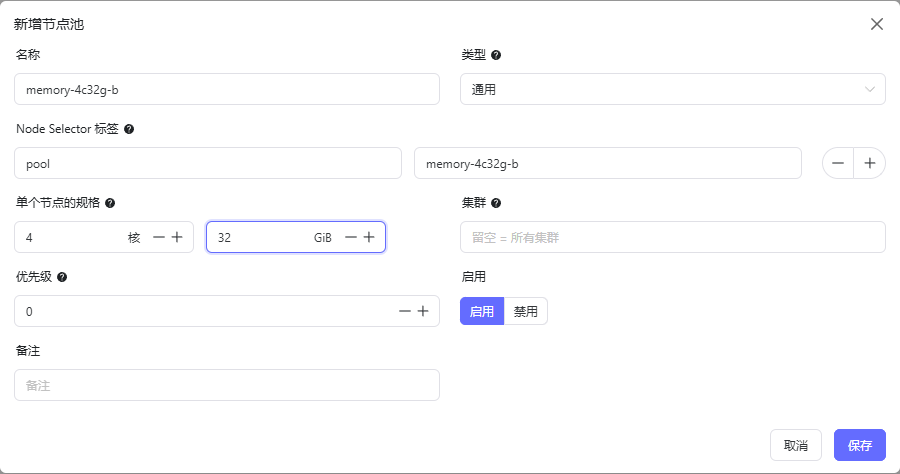 新增节点池
名称
类型
memory-4c32g-b
通用
Node Selector 标签
pool
memory-4c32g-b
单个节点的规格
集群
4 核
32 GiB
留空 = 所有集群
优先级
启用
0
启用 禁用
备注
备注
取消 保存